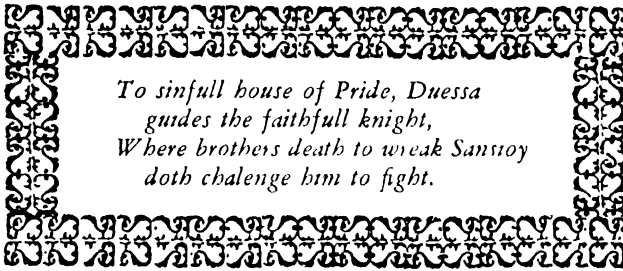 To sinfull house of Pride, Duessa
guides the faithfull knight,
Where brothers death to wreak Sansioy
doth chalenge him to fight.